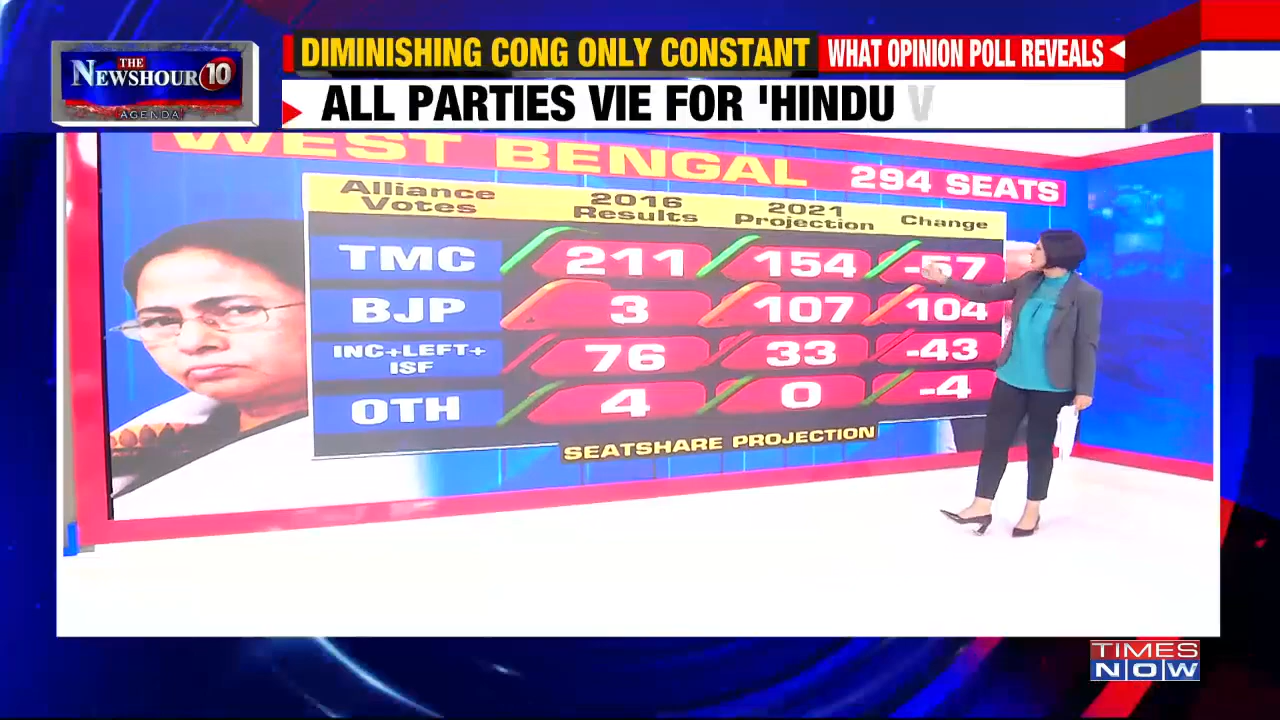 THE
NEWSHOUR 10
AGENDA
DIMINISHING CONG ONLY CONSTANT
WHAT OPINION POLL REVEALS
ALL PARTIES VIE FOR 'HINDU V
WEST BENGAL 294 SEATS
Alliance Votes 2016 Results 2021 Projection Change
TMC 211 154 -57
BJP 3 107 104
INC+LEFT+ ISF 76 33 -43
OTH 4 0 -4
SEATSHARE PROJECTION
TIMES
NOW